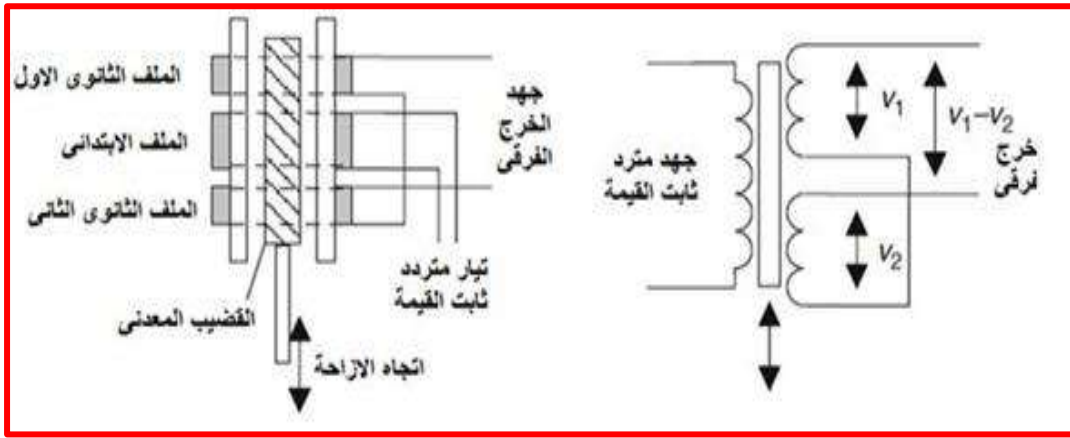 الملف الثانوى الاول
الملف الابتدائى
الملف الثانوى الثانى
القضيب المعدنى
اتجاه الازاحة
جهد
الخرج
الفرقى
تيار متردد
ثابت القيمة
جهد مترد
ثابت القيمة
V1
V1–V2
خرج
فرقى
V2